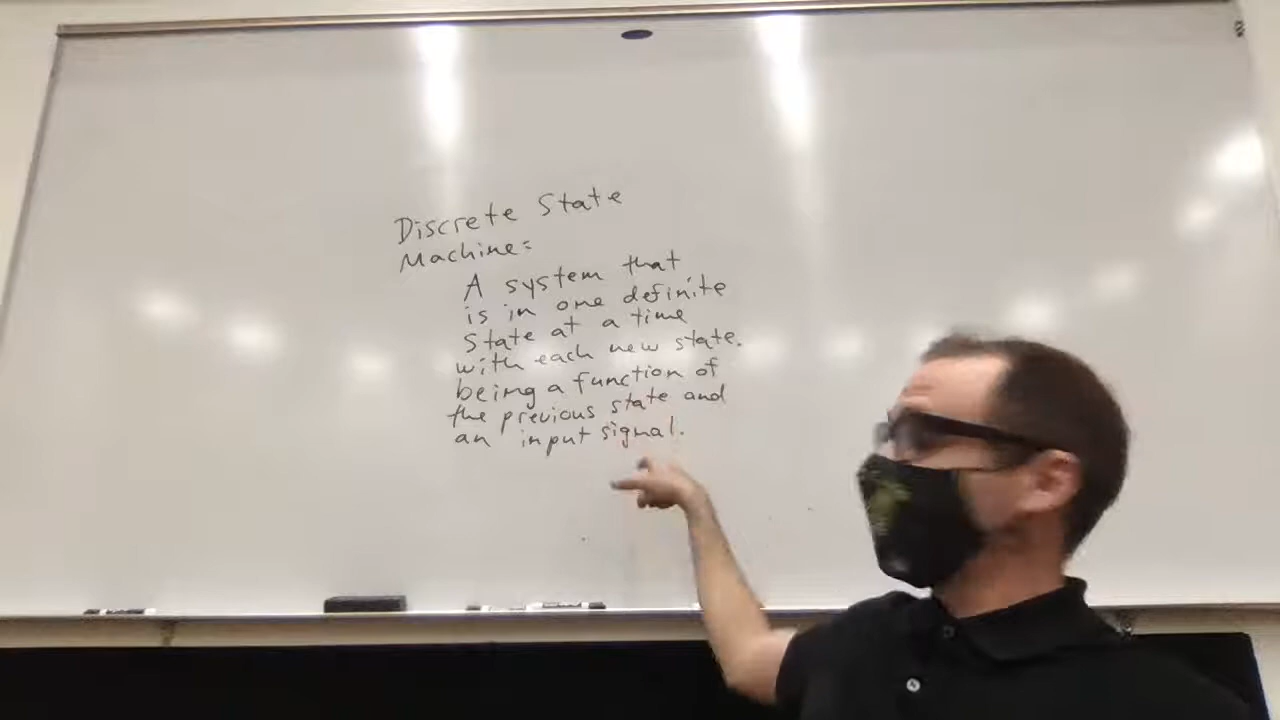 Discrete State
Machine:
A system that
is in one definite
State at a time
with each new state.
being a function of
the previous state and
an input signal.